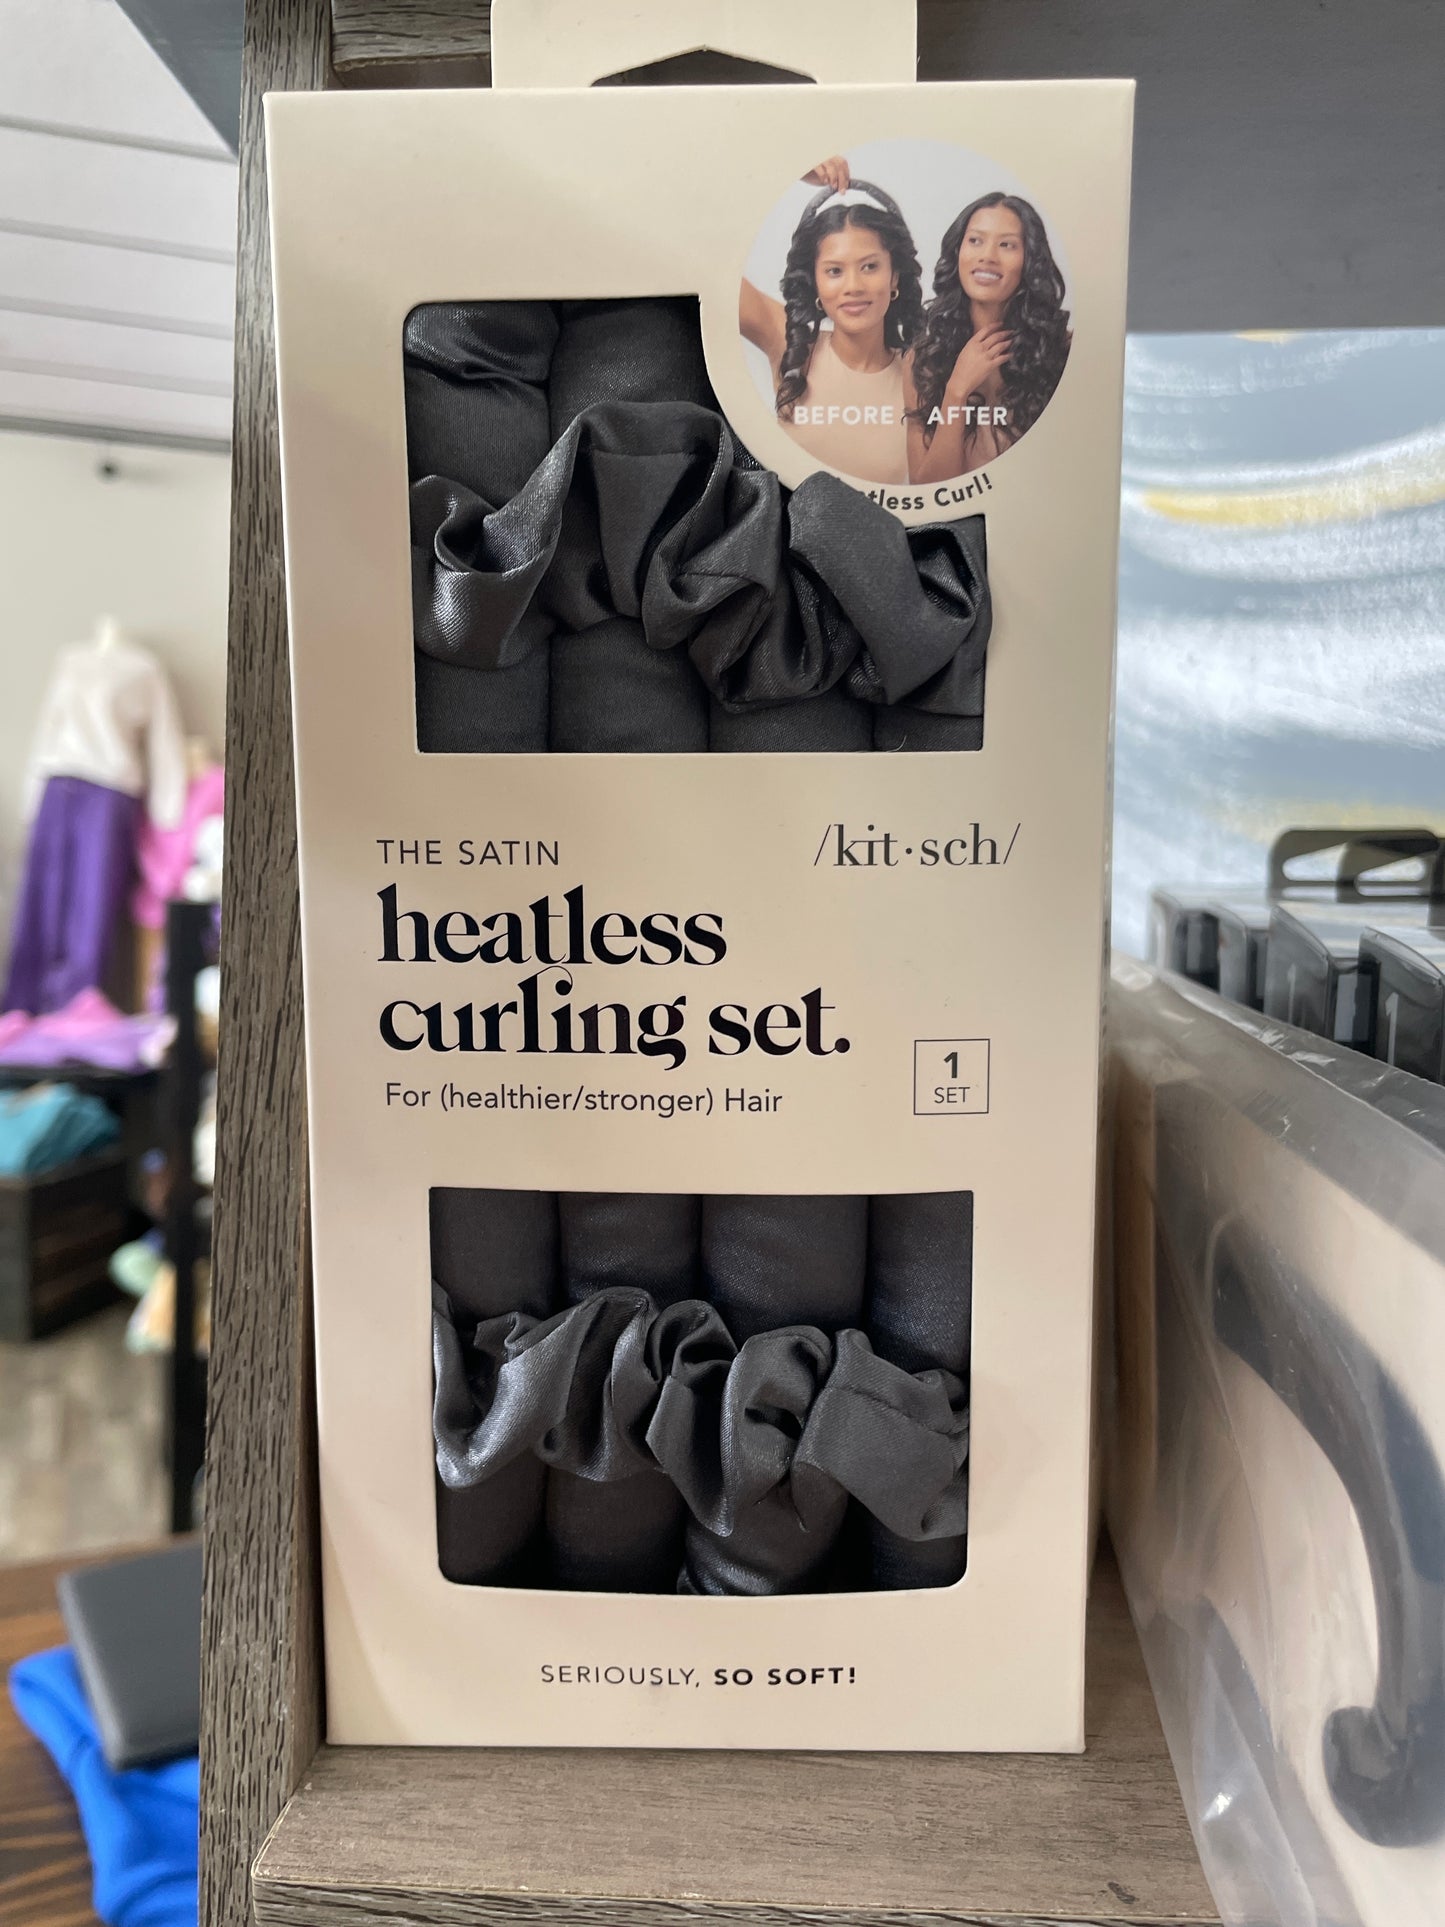 BEFORE AFTER
Curl!
THE SATIN
/kit·sch/
heatless
curling set.
For (healthier/stronger) Hair
1
SET
SERIOUSLY, SO SOFT!